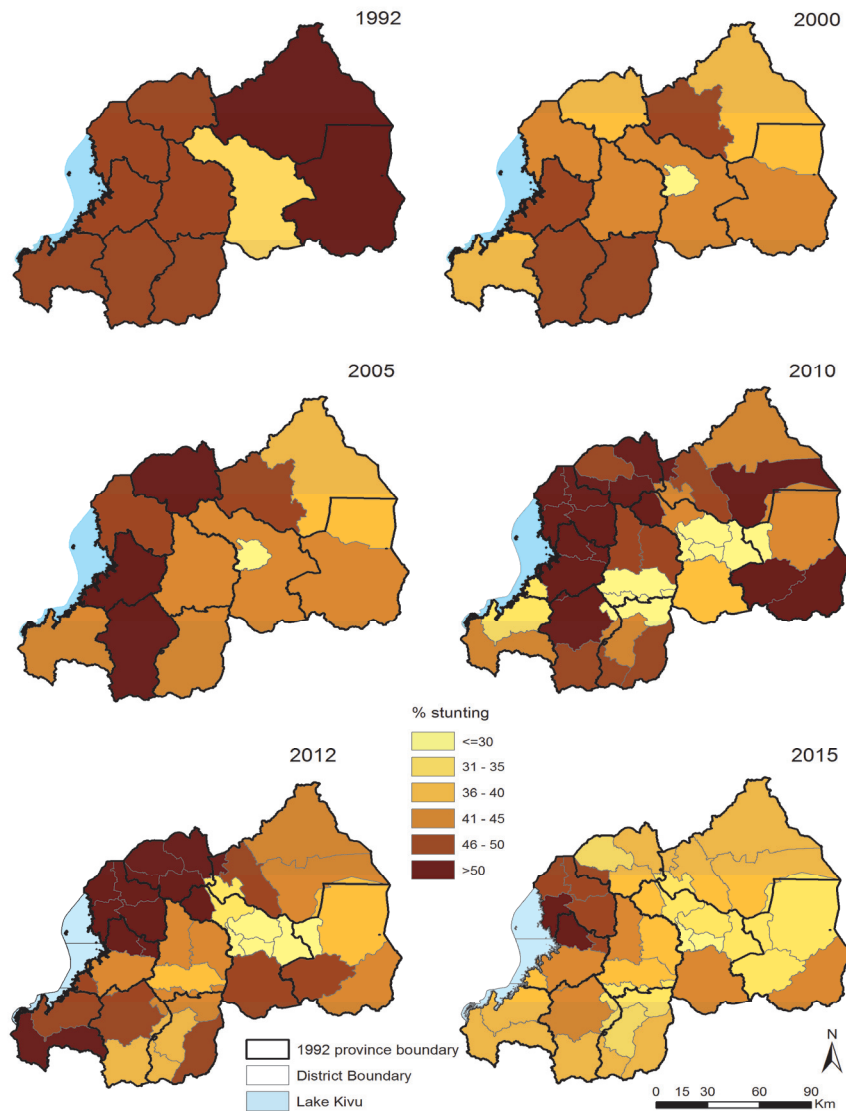 1992
2000
2005
2010
% stunting
<=30
31 - 35
36 - 40
41 - 45
46 - 50
>50
2012
2015
1992 province boundary
District Boundary
Lake Kivu
N
0 15 30 60 90
Km